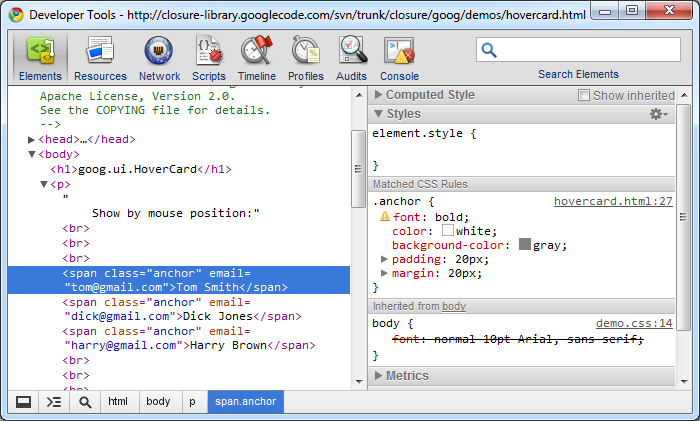 Developer Tools - http://closure-library.googlecode.com/svn/trunk/closure/goog/demos/hovercard.html
Elements Resources Network Scripts Timeline Profiles Audits Console
Search Elements
Apache License, Version 2.0.
See the COPYING file for details.
-->
<head>…</head>
<body>
<h1>goog.ui.HoverCard</h1>
<p>
"
Show by mouse position:"
<br>
<br>
<br>
<span class="anchor" email=
"tom@gmail.com">Tom Smith</span>
<span class="anchor" email=
"dick@gmail.com">Dick Jones</span>
<span class="anchor" email=
"harry@gmail.com">Harry Brown</span>
<br>
<br>
<br>
Computed Style Show inherited
Styles
element.style {
}
Matched CSS Rules
.anchor { hovercard.html:27
font: bold;
color: white;
background-color: gray;
padding: 20px;
margin: 20px;
}
Inherited from body
body { demo.css:14
font: normal 10pt Arial, sans serif;
}
Metrics
html body p span.anchor